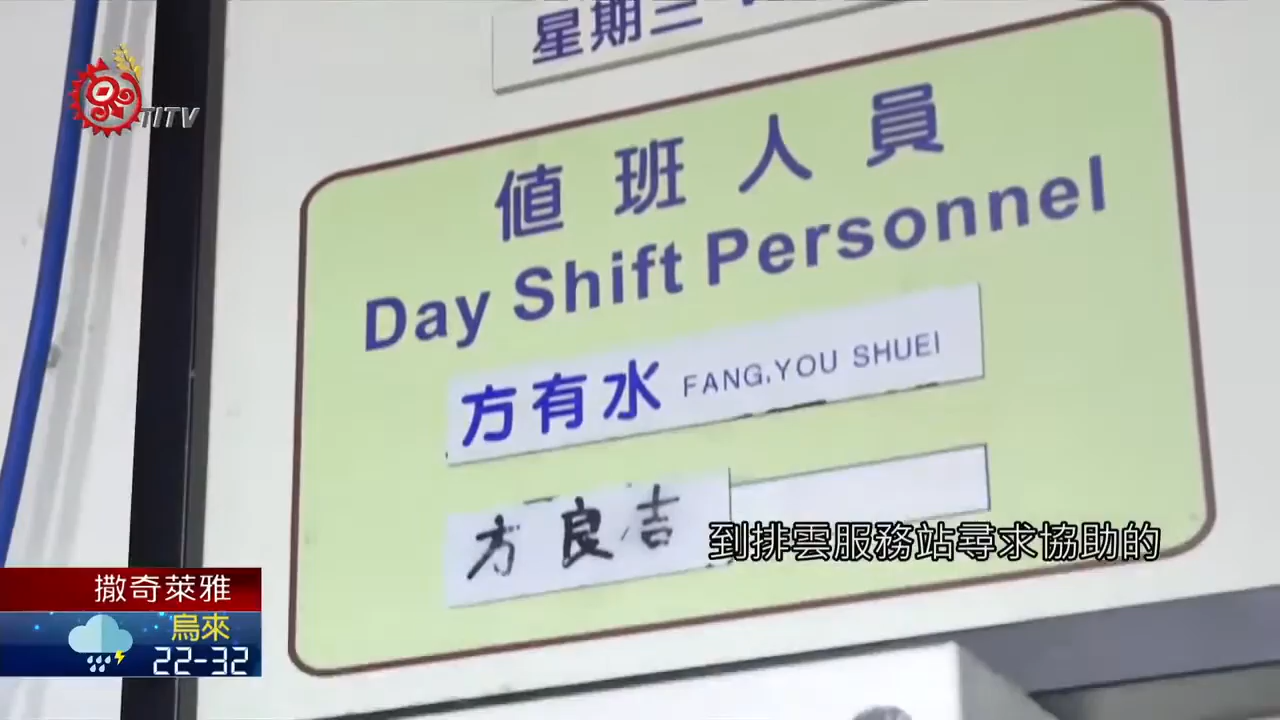 星期三
TITV
值班人員
Day Shift Personnel
方有水 FANG,YOU SHUEI
方良吉
到排雲服務站尋求協助的
撒奇萊雅
烏來
22-32